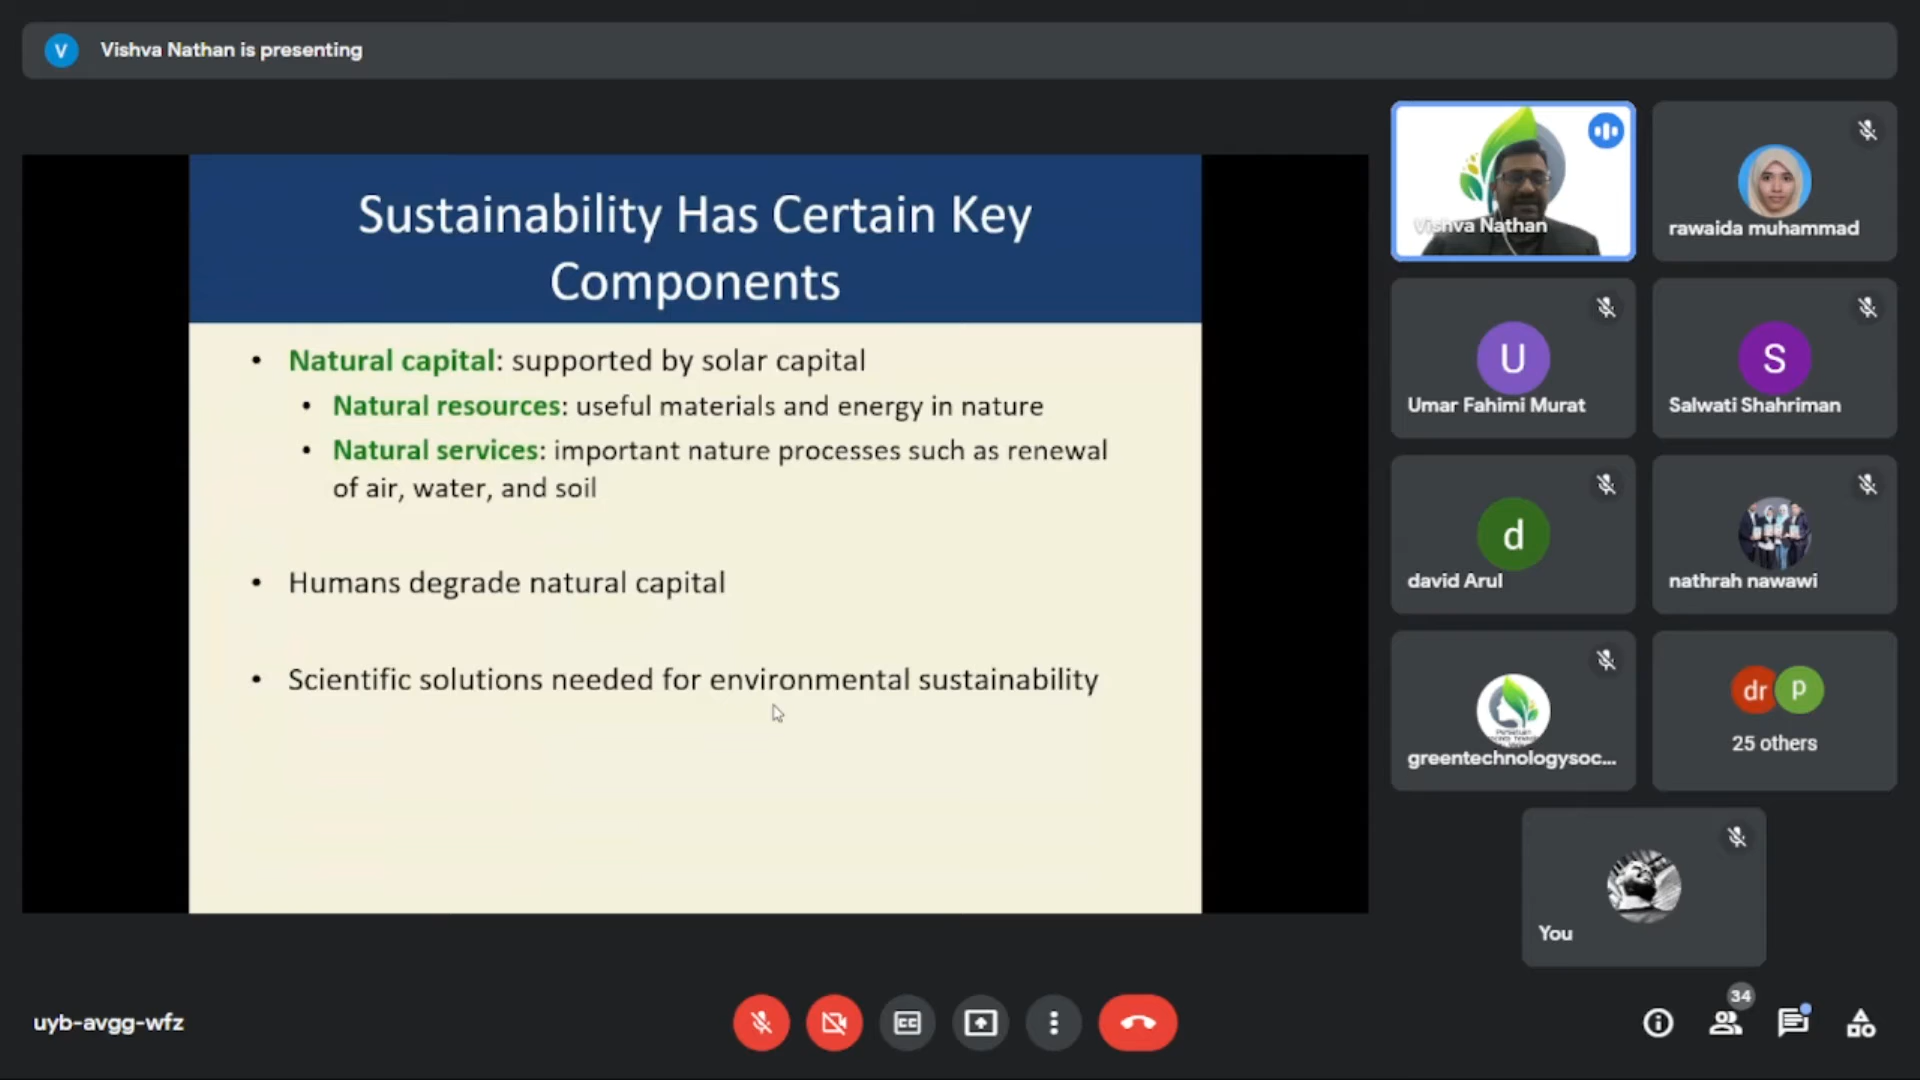 V
Vishva Nathan is presenting
Sustainability Has Certain Key
Components
• Natural capital: supported by solar capital
• Natural resources: useful materials and energy in nature
• Natural services: important nature processes such as renewal
of air, water, and soil
• Humans degrade natural capital
• Scientific solutions needed for environmental sustainability
Vishva Nathan
rawaida muhammad
U
Umar Fahimi Murat
S
Salwati Shahriman
d
david Arul
nathrah nawawi
greentechnologysoc...
dr p
25 others
You
uyb-avgg-wfz
CC
34